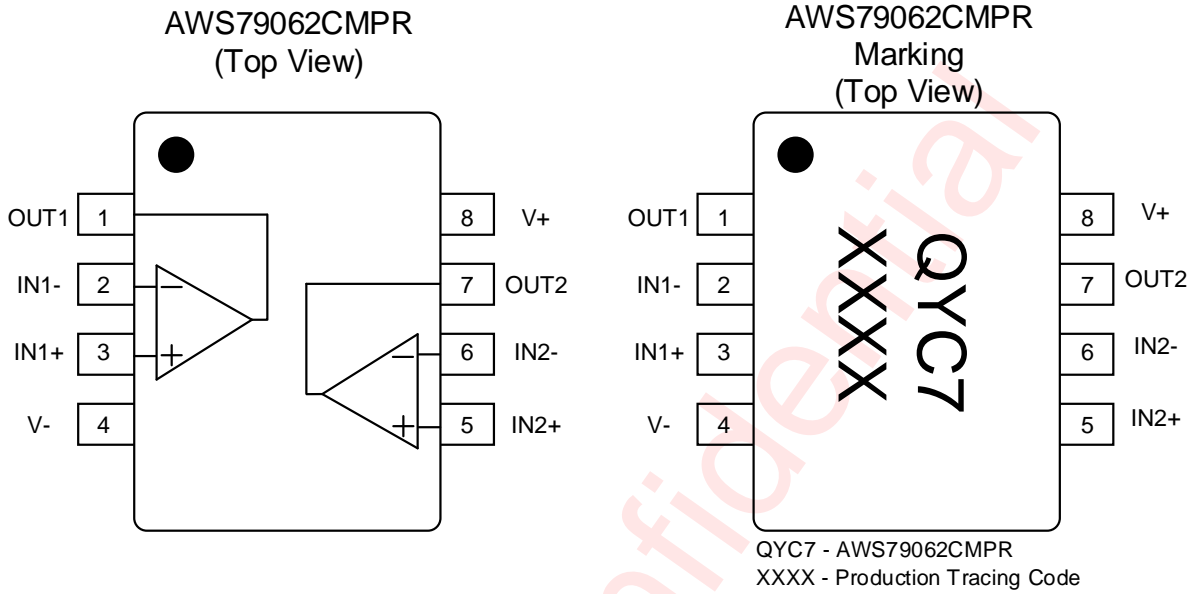 AWS79062CMPR
(Top View)
OUT1 1
IN1- 2
IN1+ 3
V- 4
8 V+
7 OUT2
6 IN2-
5 IN2+
−
+
−
+
AWS79062CMPR
Marking
(Top View)
OUT1 1
IN1- 2
IN1+ 3
V- 4
8 V+
7 OUT2
6 IN2-
5 IN2+
QYC7
XXXX
QYC7 - AWS79062CMPR
XXXX - Production Tracing Code
nfidential